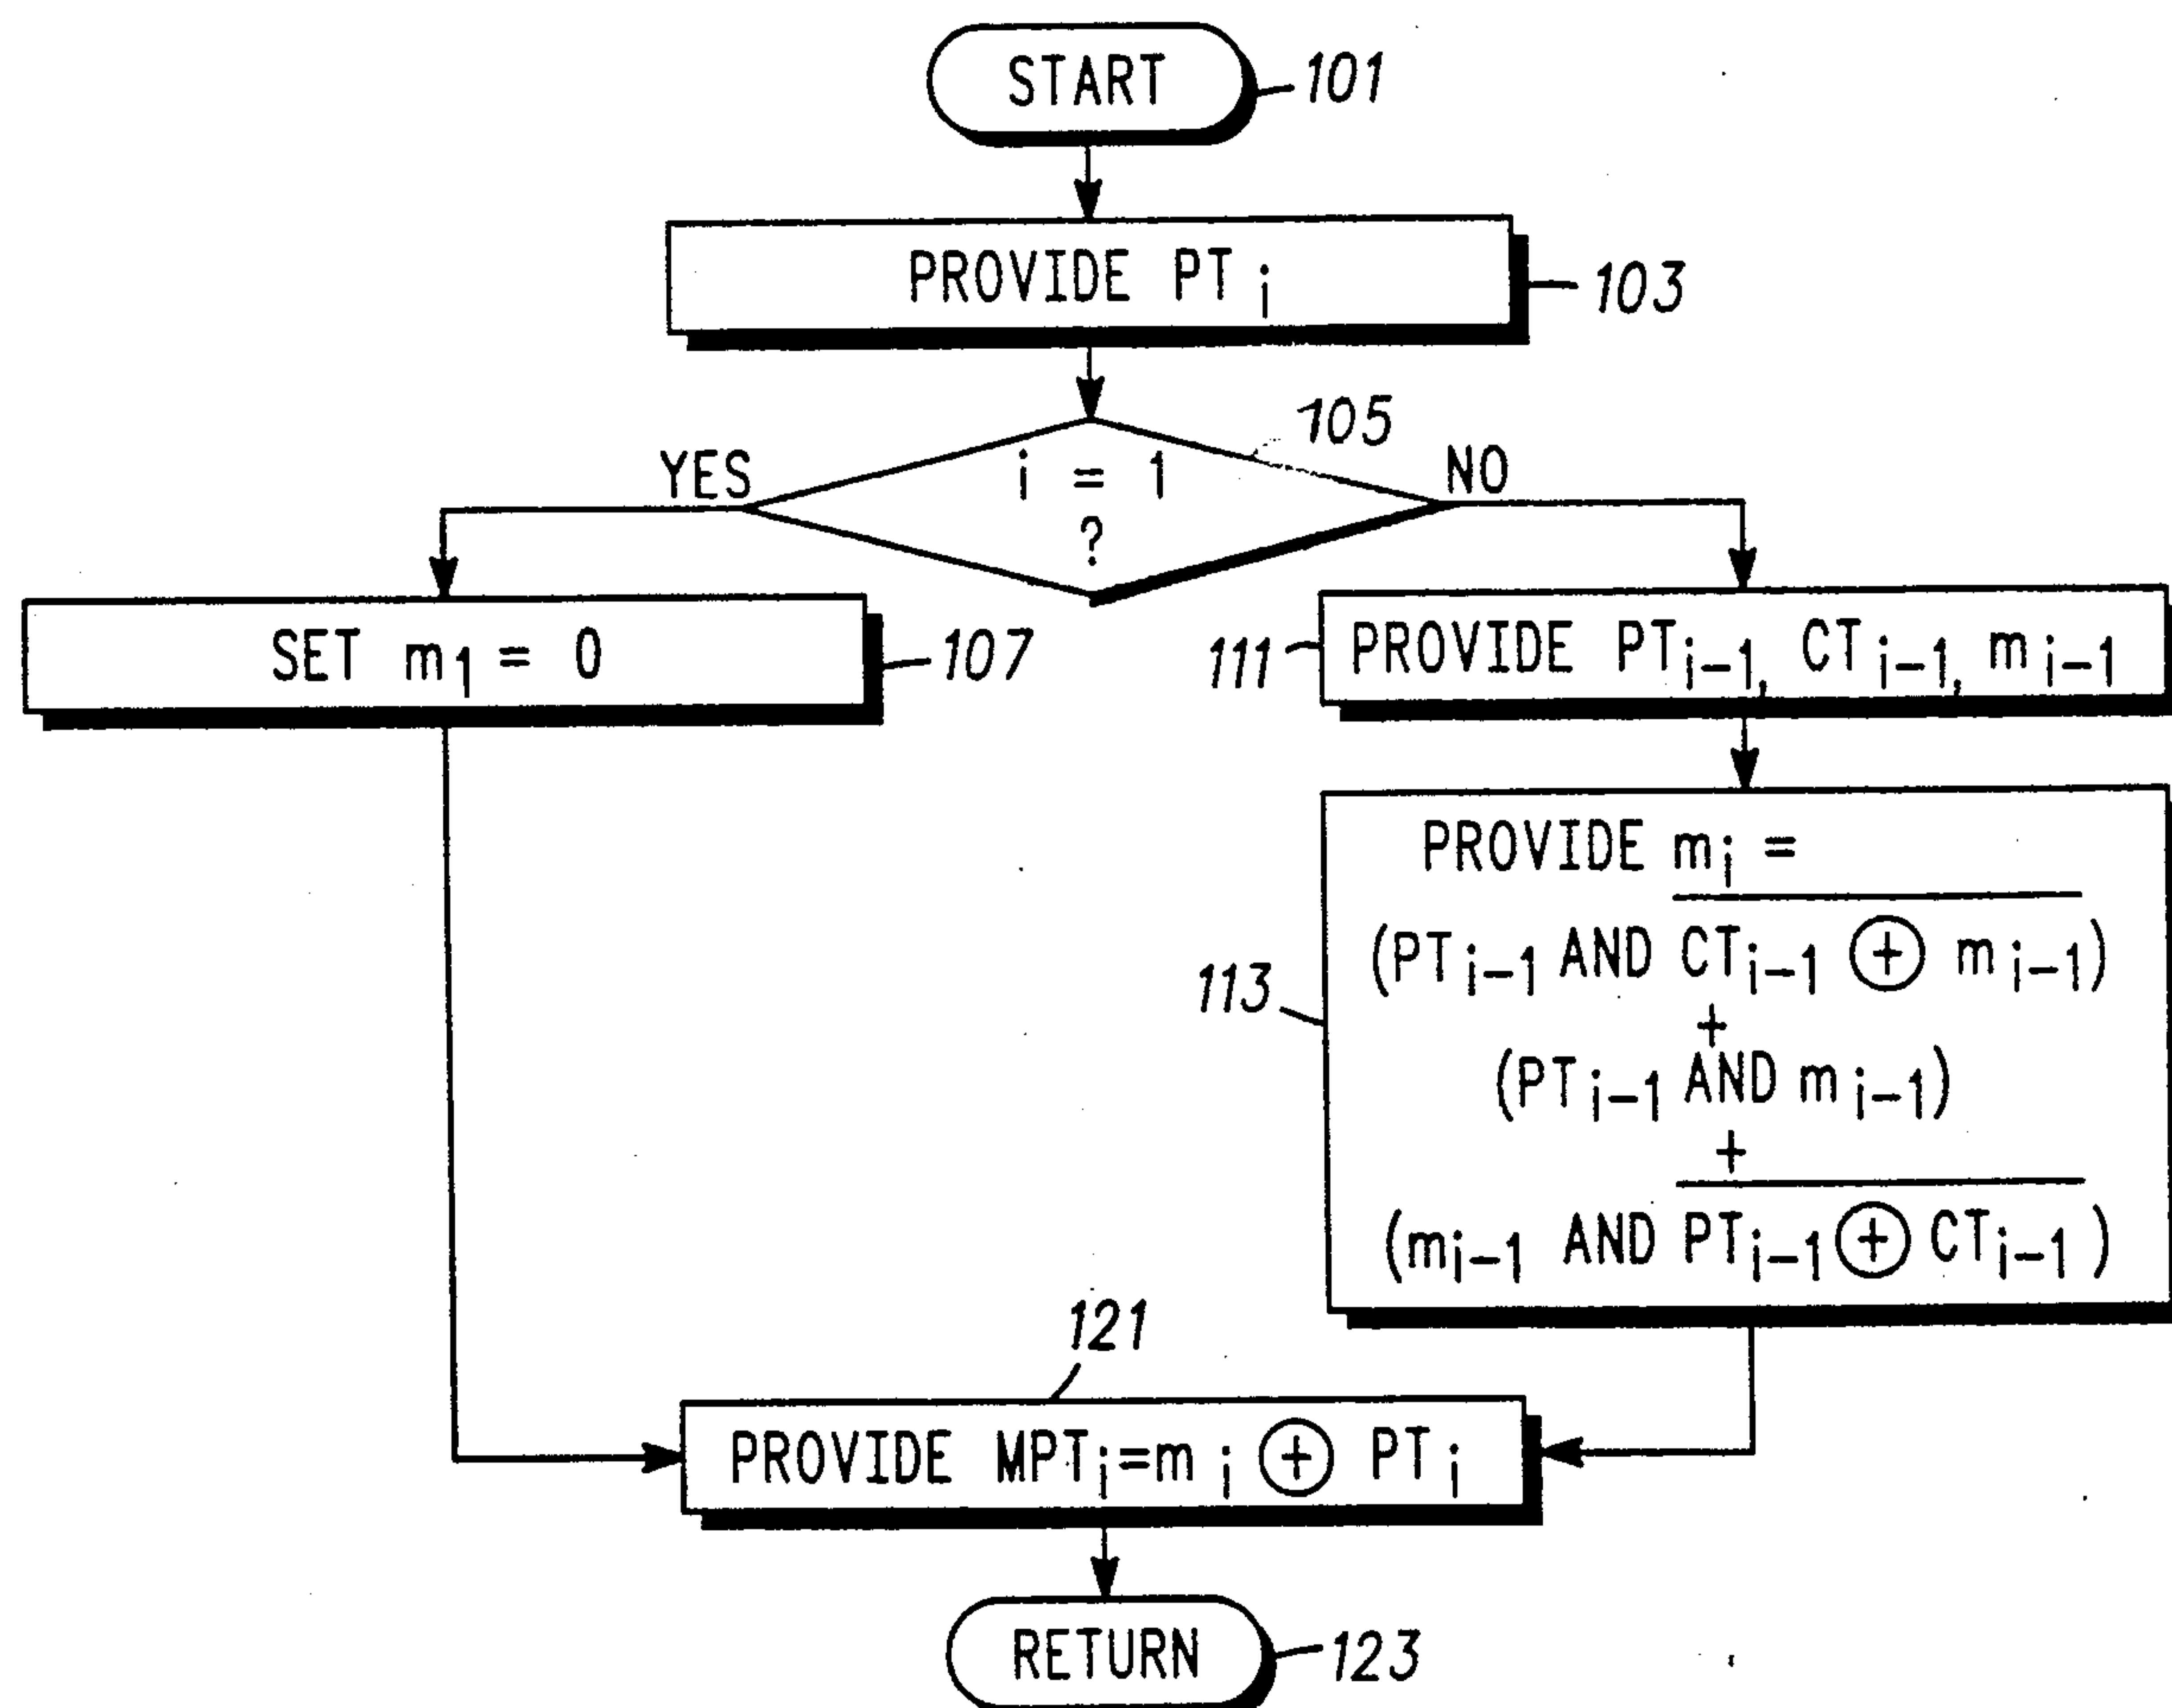 START
101
PROVIDE PT i
103
105
YES
i = 1
?
NO
SET m1 = 0
107
111
PROVIDE PTi-1, CTi-1, mi-1
PROVIDE mi =
(PTi-1 AND CTi-1 ⊕ mi-1)
113
+
(PTi-1 AND mi-1)
+
(mi-1 AND PTi-1 ⊕ CTi-1)
121
PROVIDE MPTi=mi ⊕ PTi
RETURN
123